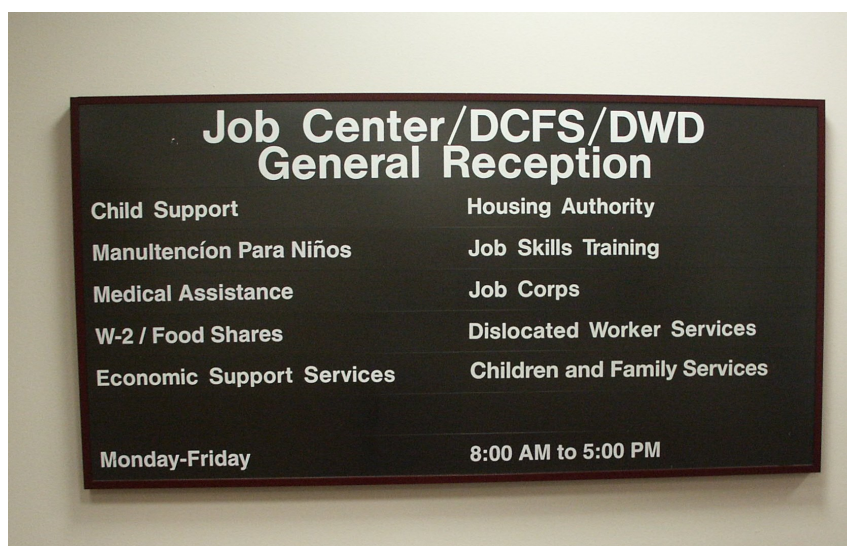 Job Center/DCFS/DWD
General Reception
Child Support
Manultencíon Para Niños
Medical Assistance
W-2 / Food Shares
Economic Support Services
Housing Authority
Job Skills Training
Job Corps
Dislocated Worker Services
Children and Family Services
Monday-Friday
8:00 AM to 5:00 PM